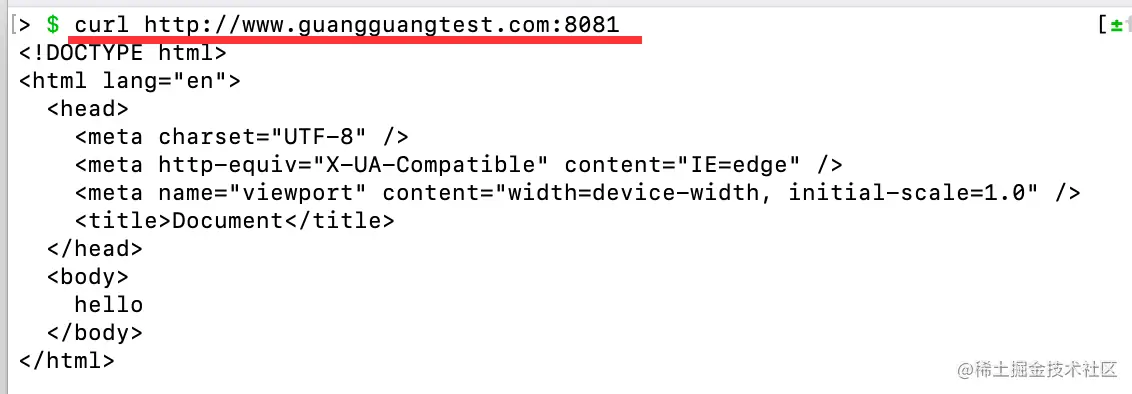 [> $ curl http://www.guangguangtest.com:8081 [±
<!DOCTYPE html>
<html lang="en">
  <head>
    <meta charset="UTF-8" />
    <meta http-equiv="X-UA-Compatible" content="IE=edge" />
    <meta name="viewport" content="width=device-width, initial-scale=1.0" />
    <title>Document</title>
  </head>
  <body>
    hello
  </body>
</html>
@稀土掘金技术社区